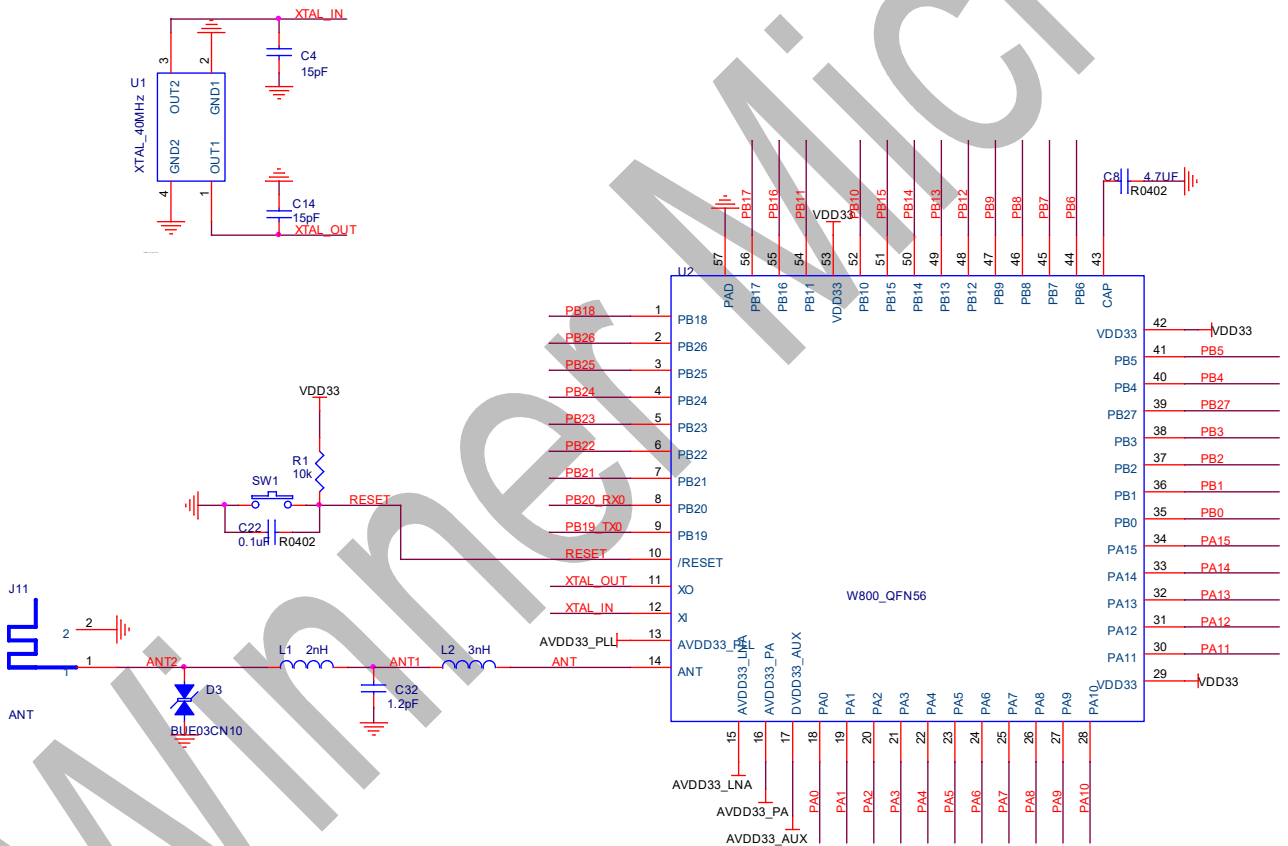 XTAL_IN
C4
15pF
3
2
U1
XTAL_40MHz
OUT2
GND1
GND2
OUT1
4
1
C14
15pF
XTAL_OUT
VDD33
R1
10k
SW1
RESET
C22
0.1uF
R0402
J11
2
2
1
1
ANT
ANT2
D3
BUE03CN10
L1
2nH
ANT1
C32
1.2pF
L2
3nH
ANT
U2
W800_QFN56
PB18
1
PB18
PB26
2
PB26
PB25
3
PB25
PB24
4
PB24
PB23
5
PB23
PB22
6
PB22
PB21
7
PB21
PB20_RX0
8
PB20
PB19_TX0
9
PB19
RESET
10
/RESET
XTAL_OUT
11
XO
XTAL_IN
12
XI
AVDD33_PLL
13
AVDD33_PLL
14
ANT
57
PAD
PB17
56
PB17
PB16
55
PB16
PB11
54
PB11
VDD33
53
VDD33
PB10
52
PB10
PB15
51
PB15
PB14
50
PB14
PB13
49
PB13
PB12
48
PB12
PB9
47
PB9
PB8
46
PB8
PB7
45
PB7
PB6
44
PB6
43
CAP
C8
4.7UF
R0402
VDD33
42
VDD33
PB5
41
PB5
PB4
40
PB4
PB27
39
PB27
PB3
38
PB3
PB2
37
PB2
PB1
36
PB1
PB0
35
PB0
PA15
34
PA15
PA14
33
PA14
PA13
32
PA13
PA12
31
PA12
PA11
30
PA11
VDD33
29
VDD33
AVDD33_LNA
15
AVDD33_LNA
AVDD33_PA
16
AVDD33_PA
DVDD33_AUX
17
AVDD33_AUX
PA0
18
PA0
PA1
19
PA1
PA2
20
PA2
PA3
21
PA3
PA4
22
PA4
PA5
23
PA5
PA6
24
PA6
PA7
25
PA7
PA8
26
PA8
PA9
27
PA9
PA10
28
PA10
Winner Micr